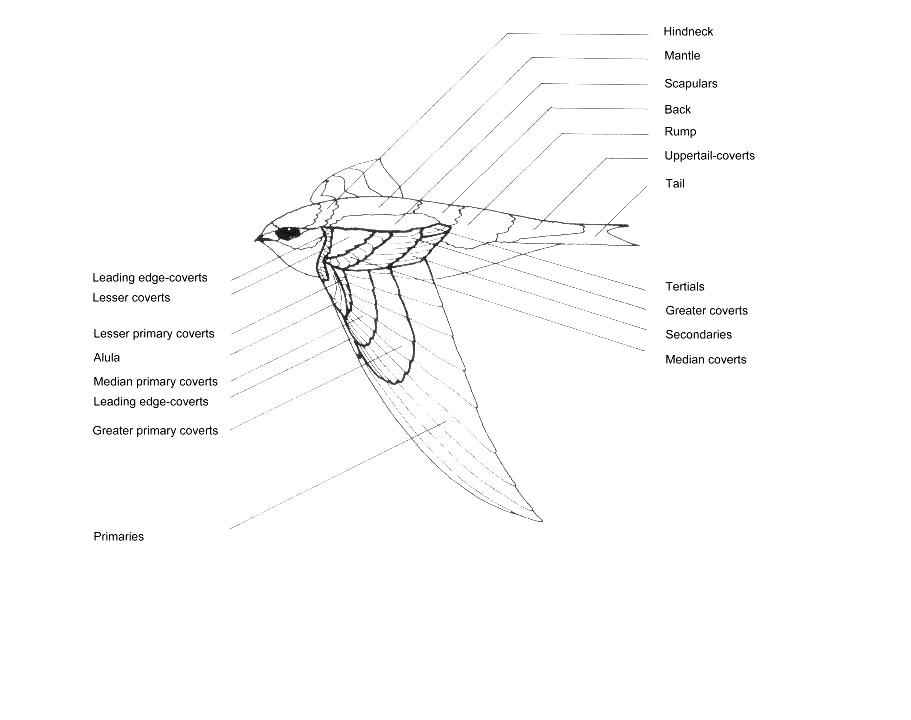 Hindneck
Mantle
Scapulars
Back
Rump
Uppertail-coverts
Tail
Leading edge-coverts
Lesser coverts
Lesser primary coverts
Alula
Median primary coverts
Leading edge-coverts
Greater primary coverts
Primaries
Tertials
Greater coverts
Secondaries
Median coverts